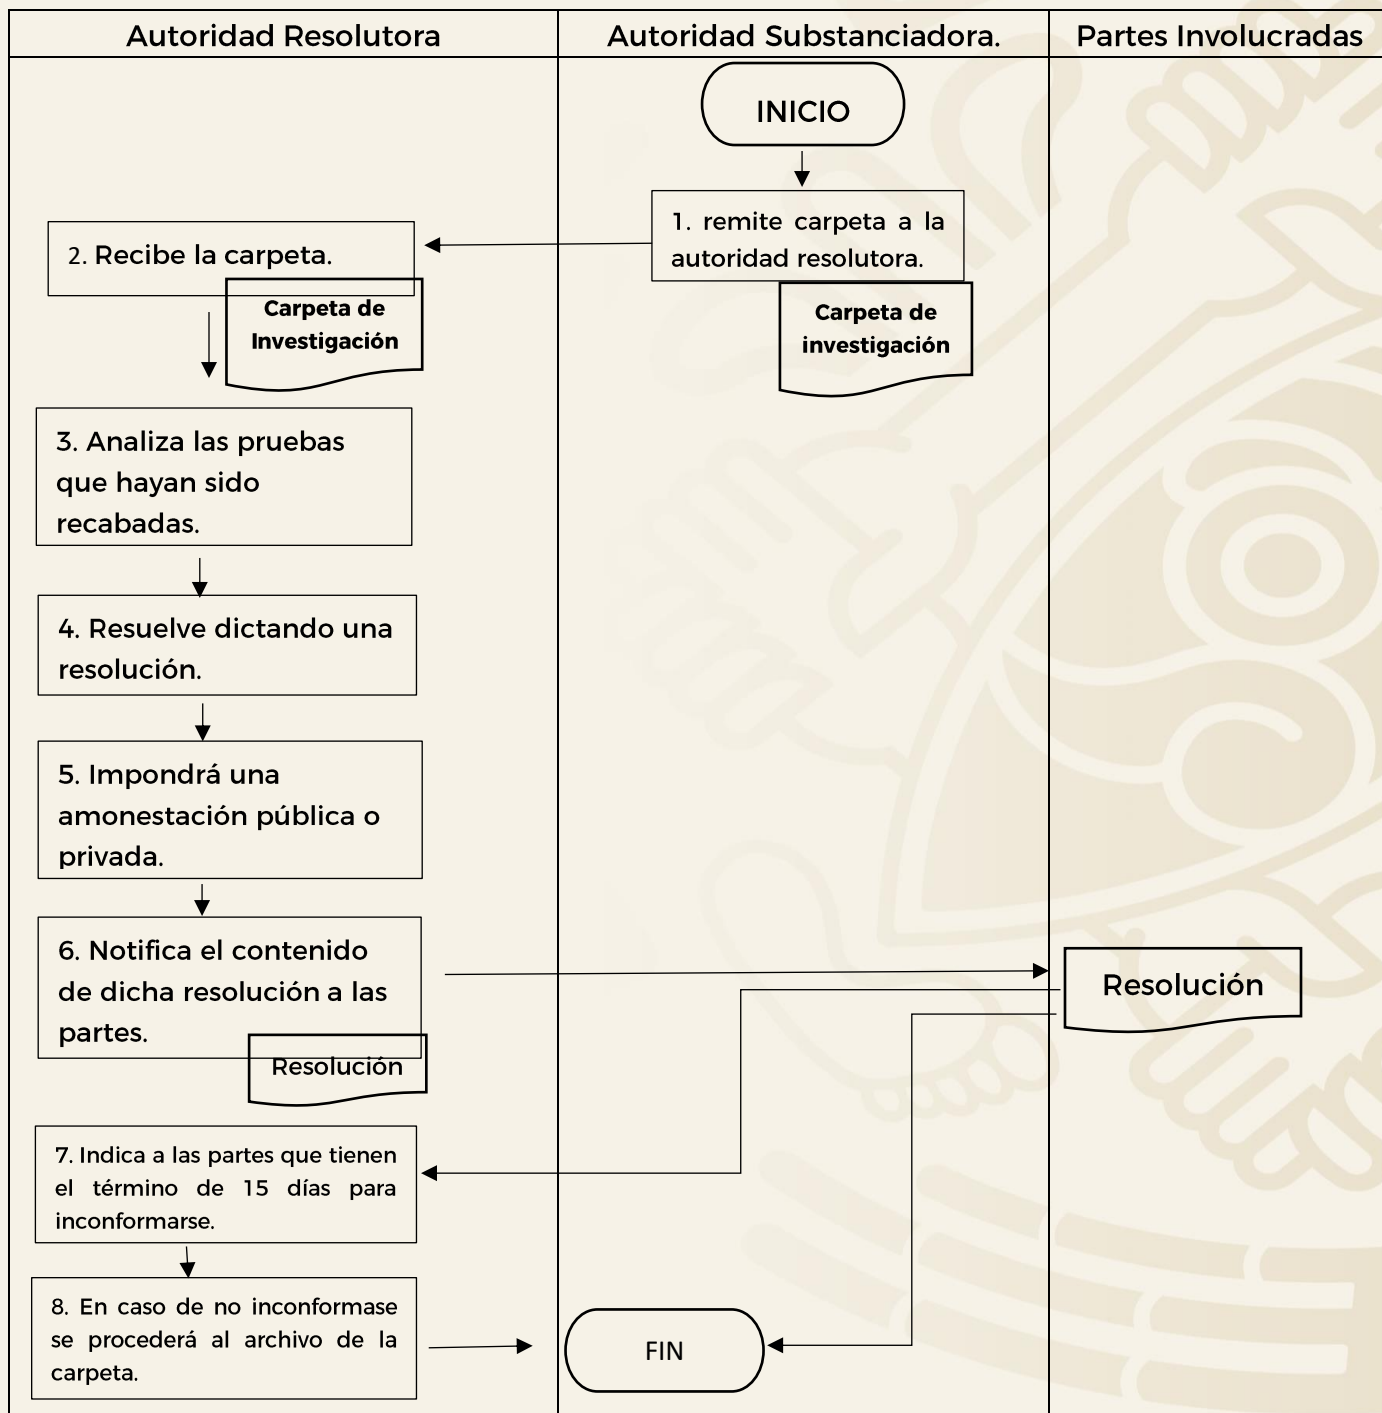 Autoridad Resolutora
Autoridad Substanciadora.
Partes Involucradas
INICIO
1. remite carpeta a la
autoridad resolutora.
Carpeta de
investigación
2. Recibe la carpeta.
Carpeta de
Investigación
3. Analiza las pruebas
que hayan sido
recabadas.
4. Resuelve dictando una
resolución.
5. Impondrá una
amonestación pública o
privada.
6. Notifica el contenido
de dicha resolución a las
partes.
Resolución
Resolución
7. Indica a las partes que tienen
el término de 15 días para
inconformarse.
8. En caso de no inconformase
se procederá al archivo de la
carpeta.
FIN